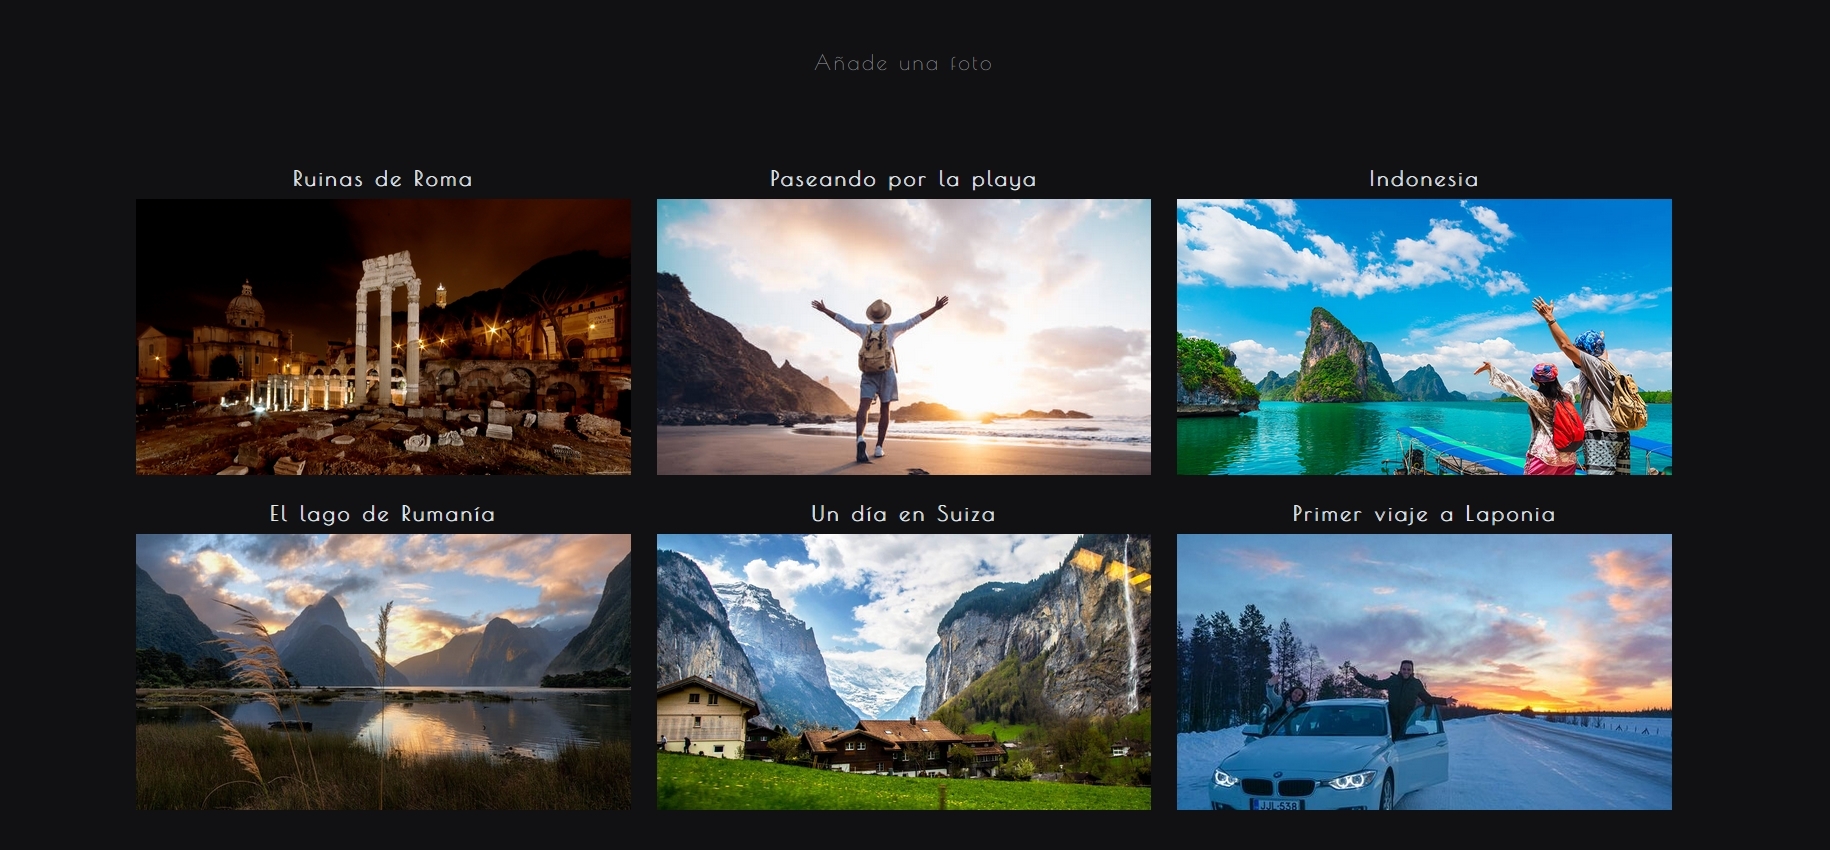 Añade una foto
Ruinas de Roma
Paseando por la playa
Indonesia
El lago de Rumanía
Un día en Suiza
Primer viaje a Laponia
JJL-538